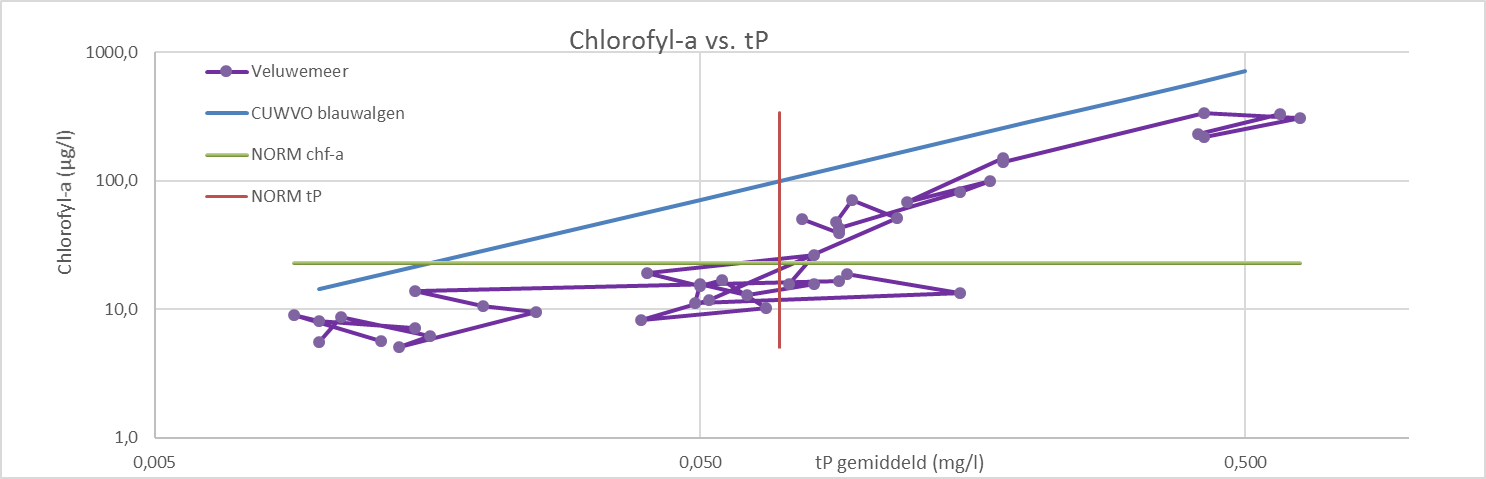 Chlorofyl-a vs. tP
1000,0
100,0
10,0
1,0
Chlorofyl-a (µg/l)
Veluwemeer
CUWVO blauwalgen
NORM chf-a
NORM tP
0,005
0,050
0,500
tP gemiddeld (mg/l)